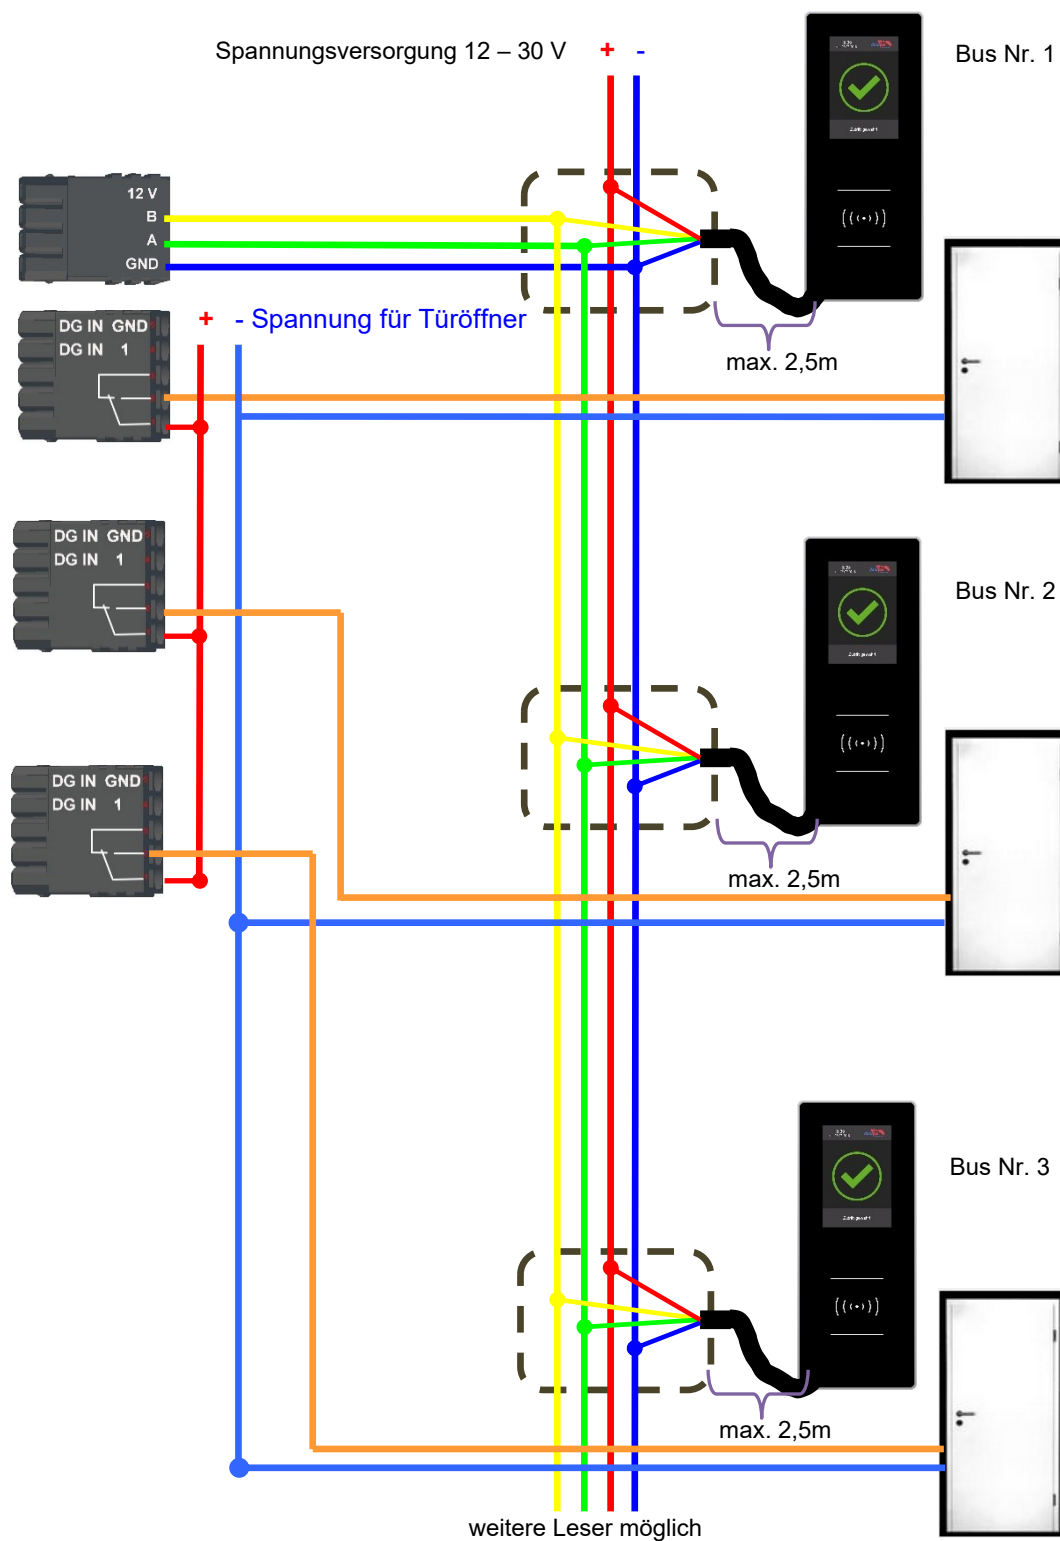 Spannungsversorgung 12 – 30 V + -
Bus Nr. 1
12 V
B
A
GND
+ - Spannung für Türöffner
DG IN GND
DG IN 1
max. 2,5m
DG IN GND
DG IN 1
Bus Nr. 2
DG IN GND
DG IN 1
max. 2,5m
Bus Nr. 3
max. 2,5m
weitere Leser möglich